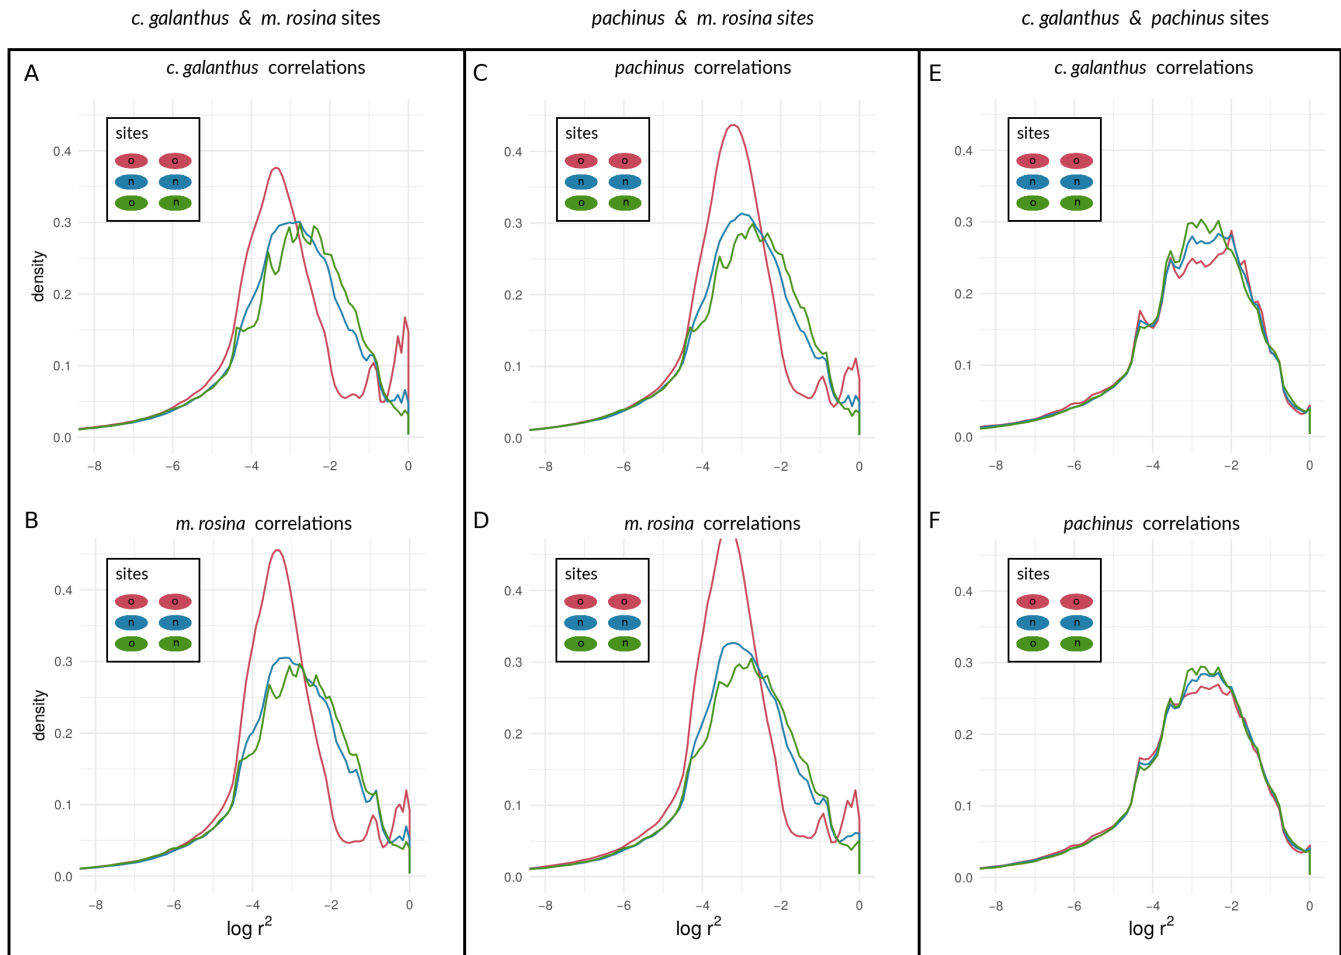 c. galanthus & m. rosina sites
pachinus & m. rosina sites
c. galanthus & pachinus sites
A
c. galanthus correlations
sites
o o
n n
o n
density
0.4
0.3
0.2
0.1
0.0
−8 −6 −4 −2 0
C
pachinus correlations
sites
o o
n n
o n
0.4
0.3
0.2
0.1
0.0
−8 −6 −4 −2 0
E
c. galanthus correlations
sites
o o
n n
o n
0.4
0.3
0.2
0.1
0.0
−8 −6 −4 −2 0
B
m. rosina correlations
sites
o o
n n
o n
density
0.4
0.3
0.2
0.1
0.0
−8 −6 −4 −2 0
log r²
D
m. rosina correlations
sites
o o
n n
o n
0.4
0.3
0.2
0.1
0.0
−8 −6 −4 −2 0
log r²
F
pachinus correlations
sites
o o
n n
o n
0.4
0.3
0.2
0.1
0.0
−8 −6 −4 −2 0
log r²